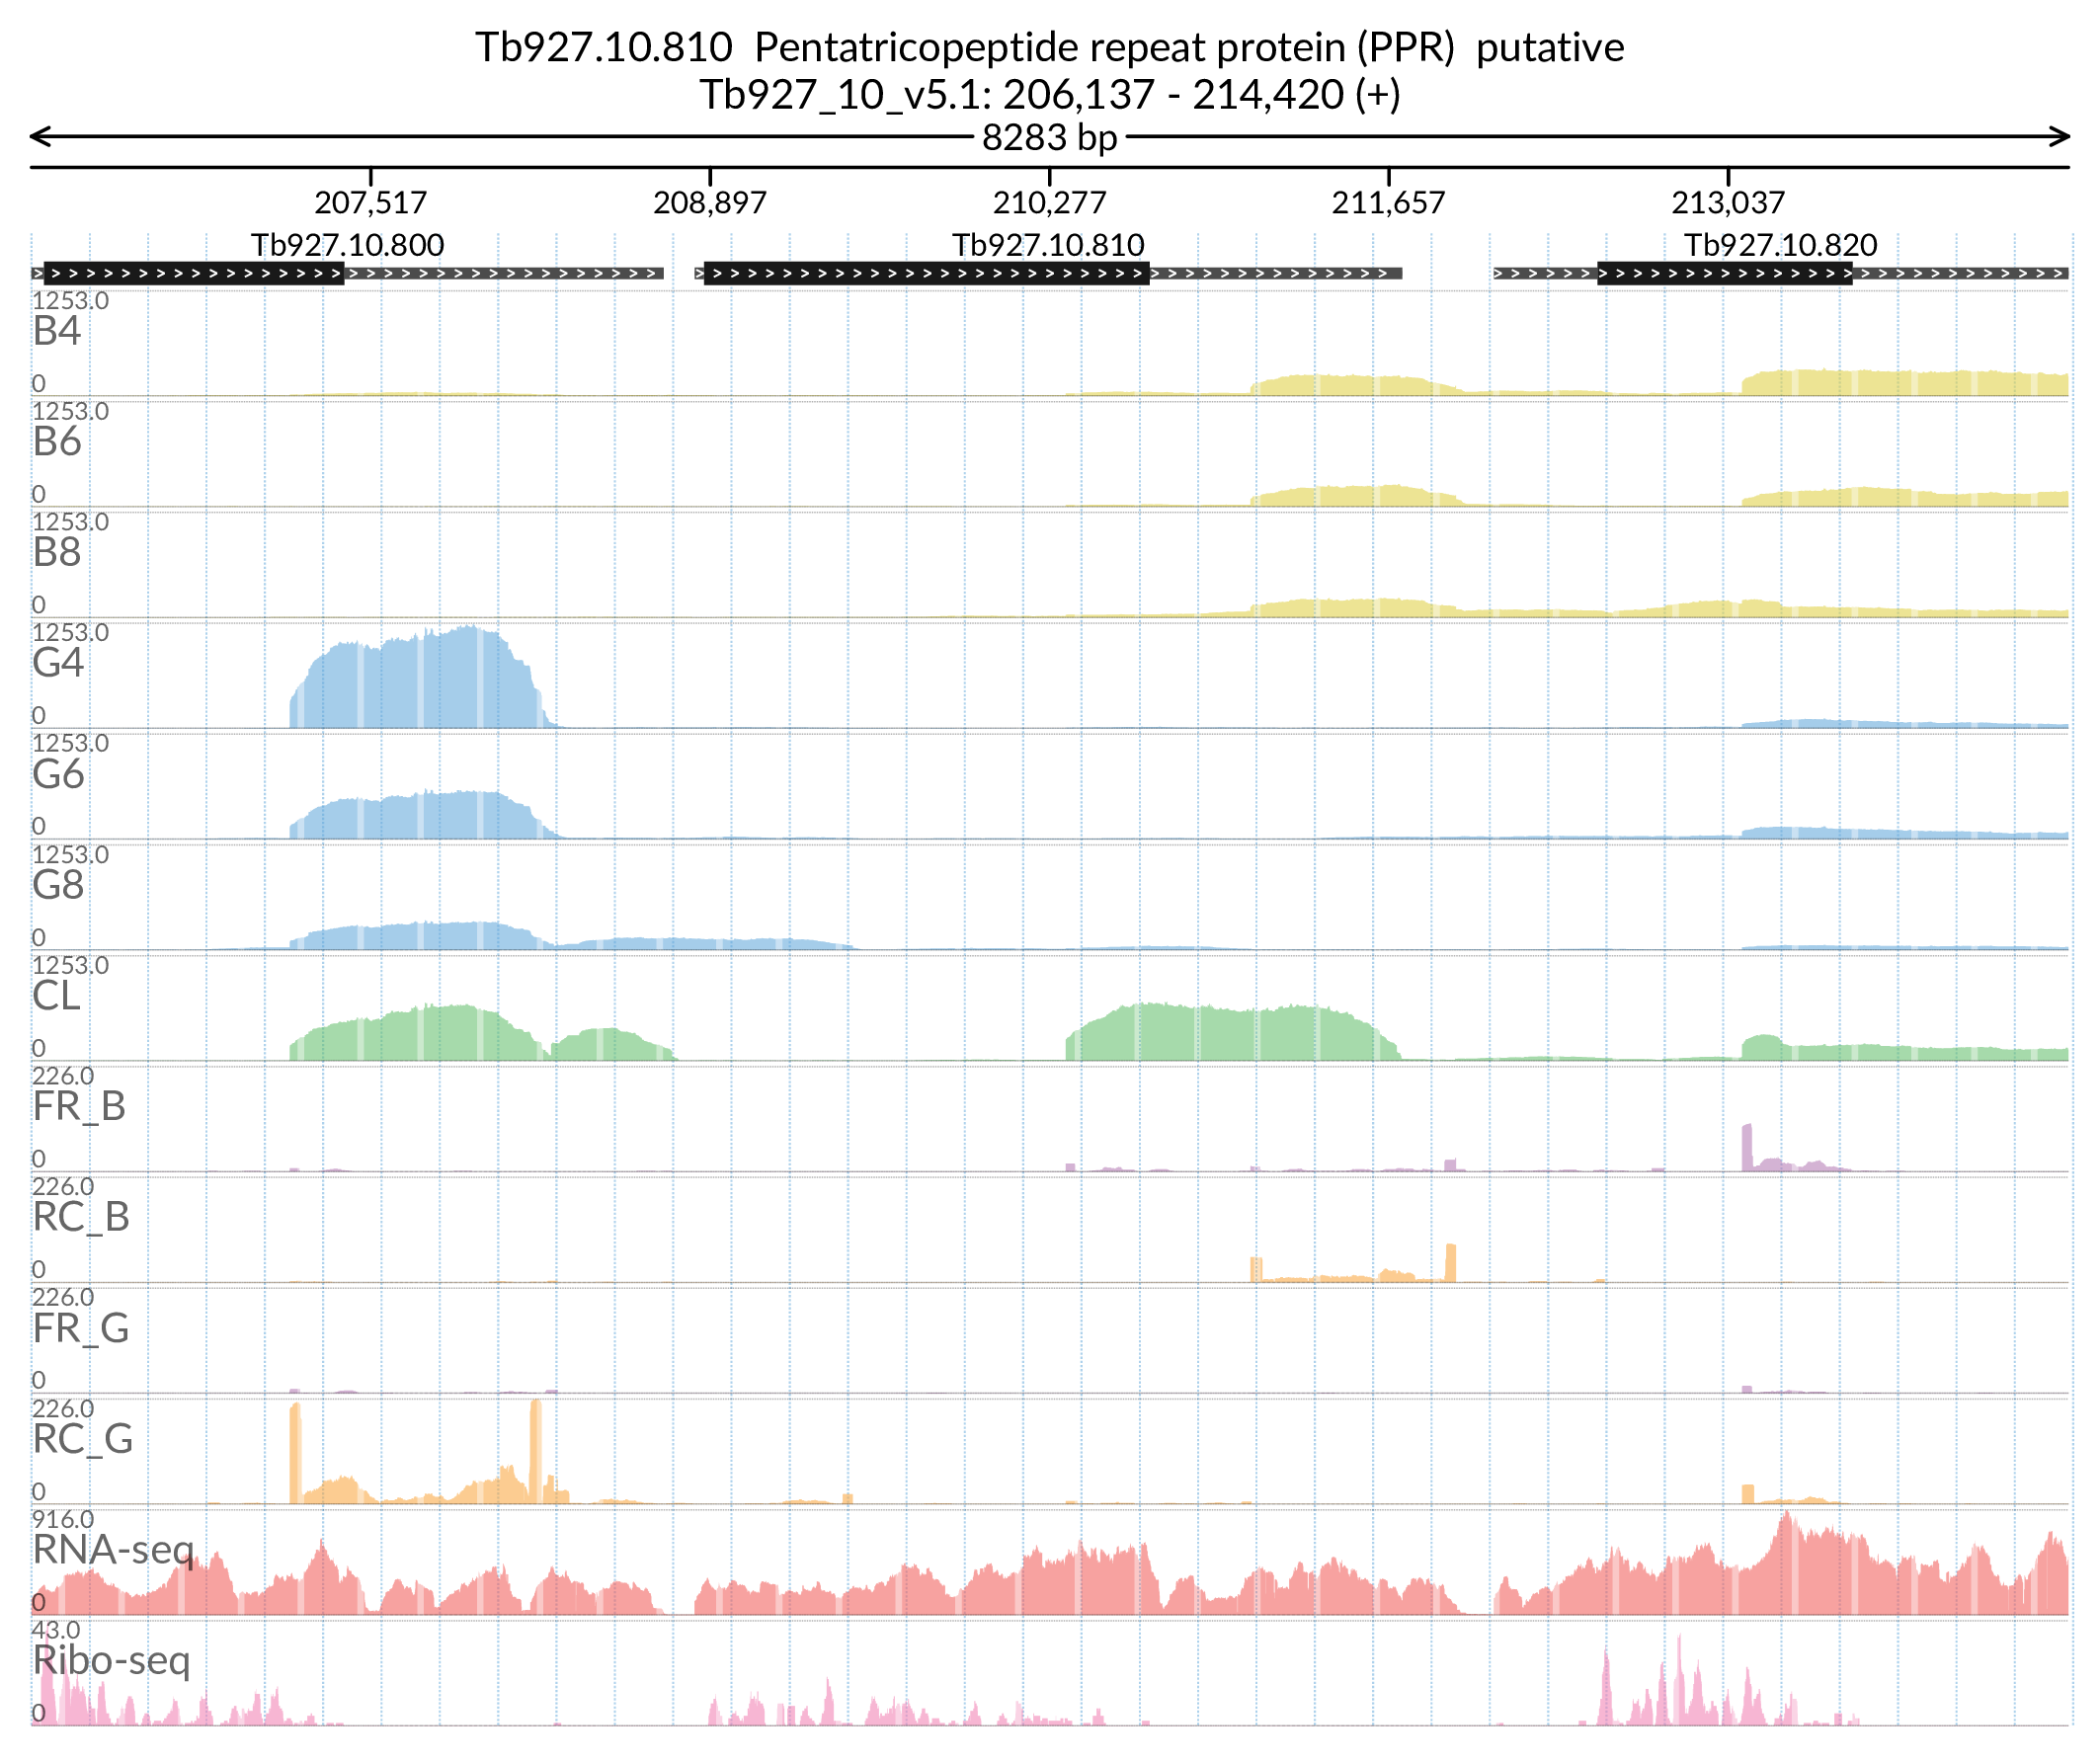 Tb927.10.810  Pentatricopeptide repeat protein (PPR)  putative
Tb927_10_v5.1: 206,137 - 214,420 (+)
8283 bp
207,517 208,897 210,277 211,657 213,037
Tb927.10.800 Tb927.10.810 Tb927.10.820
1253.0
B4
0
1253.0
B6
0
1253.0
B8
0
1253.0
G4
0
1253.0
G6
0
1253.0
G8
0
1253.0
CL
0
226.0
FR_B
0
226.0
RC_B
0
226.0
FR_G
0
226.0
RC_G
0
916.0
RNA-seq
0
43.0
Ribo-seq
0